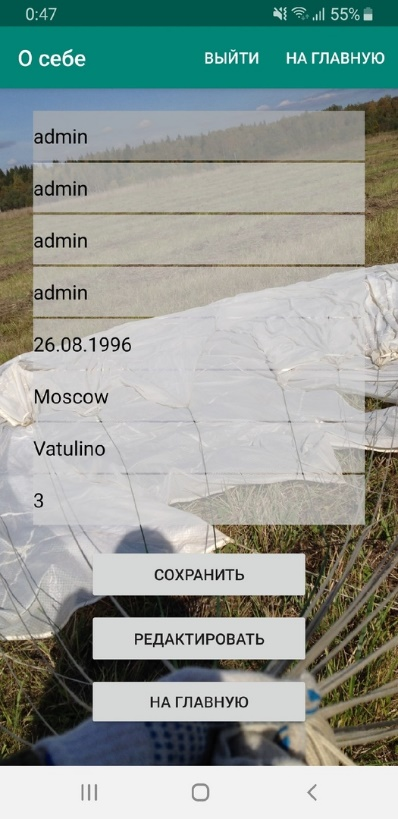 0:47 55%
О себе ВЫЙТИ НА ГЛАВНУЮ
admin
admin
admin
admin
26.08.1996
Moscow
Vatulino
3
СОХРАНИТЬ
РЕДАКТИРОВАТЬ
НА ГЛАВНУЮ